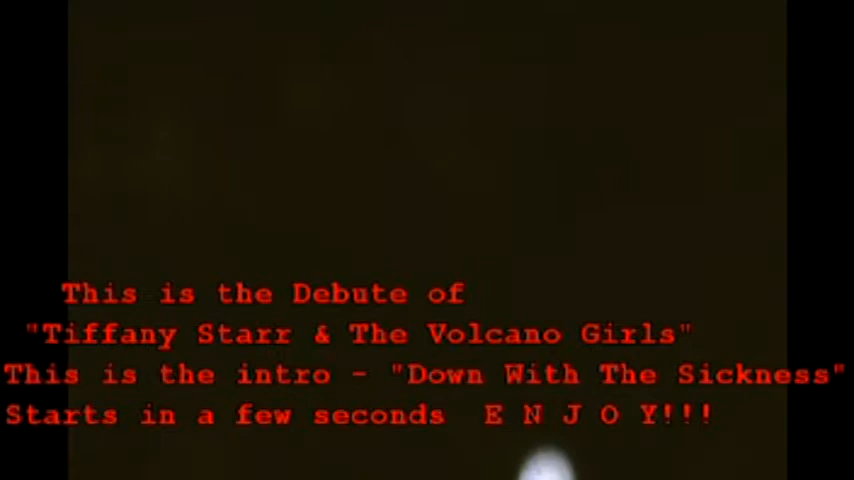 This is the Debute of
"Tiffany Starr & The Volcano Girls"
This is the intro - "Down With The Sickness"
Starts in a few seconds E N J O Y!!!